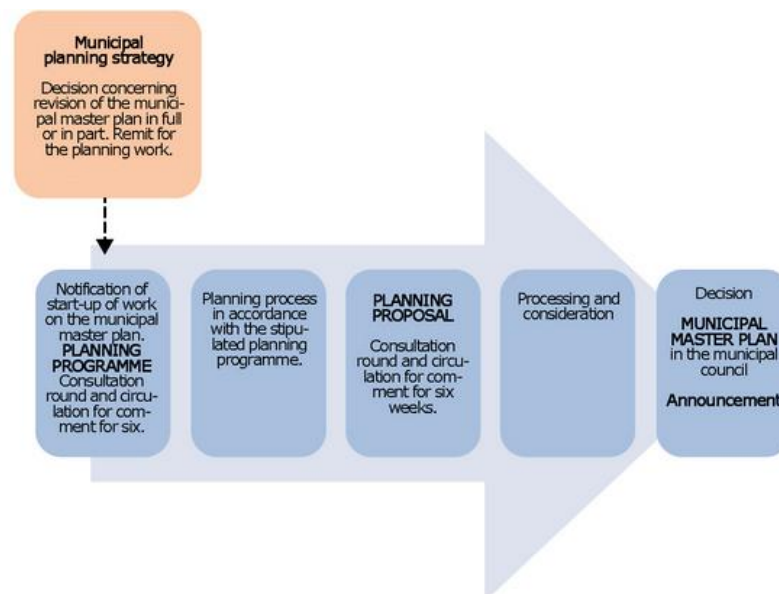 Municipal
planning strategy
Decision concerning
revision of the munici-
pal master plan in full
or in part. Remit for
the planning work.
Notification of
start-up of work
on the municipal
master plan.
PLANNING
PROGRAMME
Consultation
round and circu-
lation for com-
ment for six.
Planning process
in accordance
with the stipu-
lated planning
programme.
PLANNING
PROPOSAL
Consultation
round and circu-
lation for com-
ment for six
weeks.
Processing and
consideration
Decision
MUNICIPAL
MASTER PLAN
in the municipal
council
Announcement